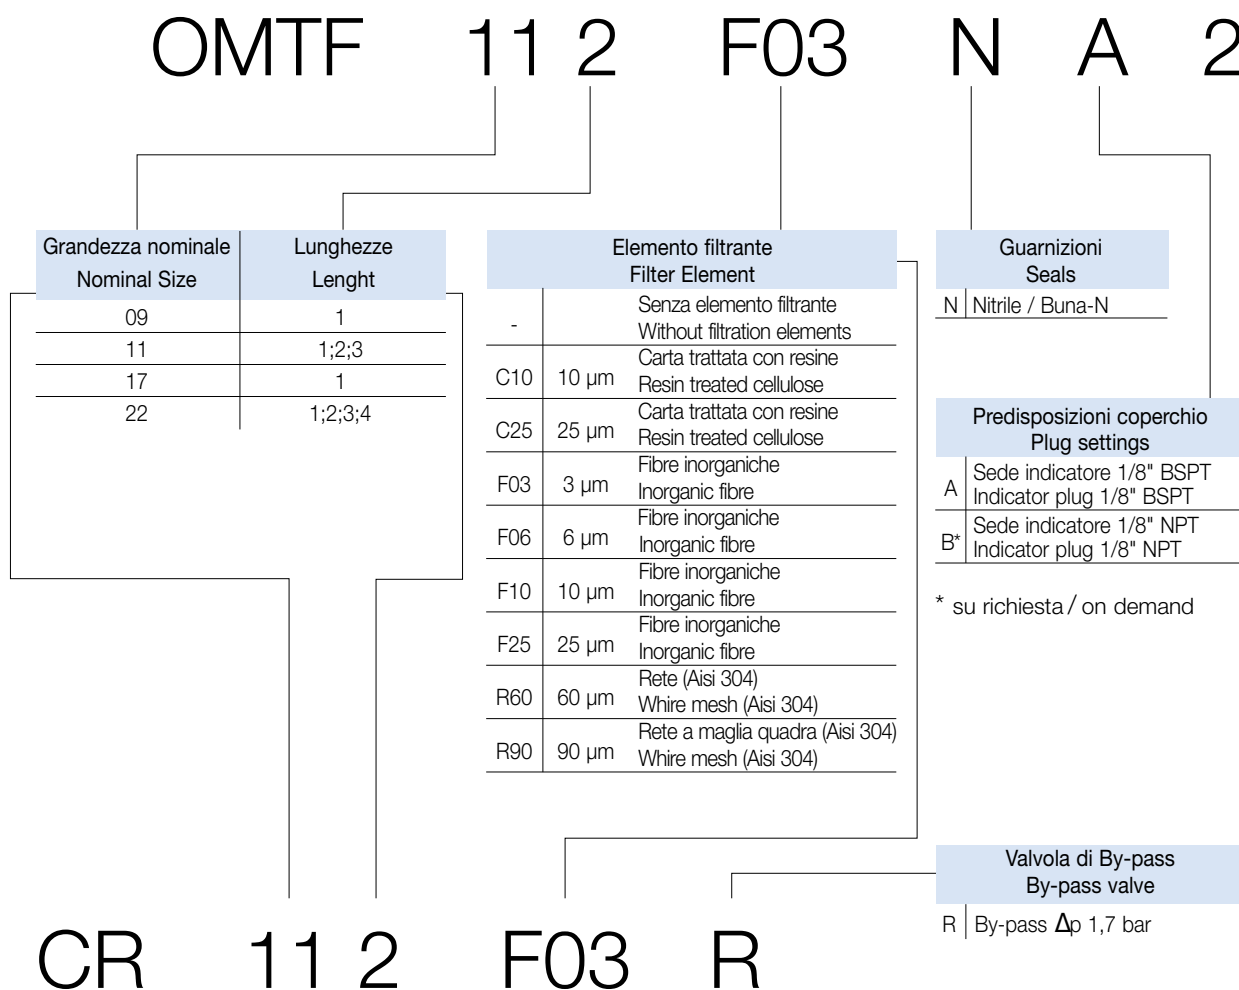 OMTF 11 2 F03 N A 2
Grandezza nominale
Nominal Size
Lunghezze
Lenght
09 1
11 1;2;3
17 1
22 1;2;3;4
Elemento filtrante
Filter Element
- Senza elemento filtrante
Without filtration elements
C10 10 µm Carta trattata con resine
Resin treated cellulose
C25 25 µm Carta trattata con resine
Resin treated cellulose
F03 3 µm Fibre inorganiche
Inorganic fibre
F06 6 µm Fibre inorganiche
Inorganic fibre
F10 10 µm Fibre inorganiche
Inorganic fibre
F25 25 µm Fibre inorganiche
Inorganic fibre
R60 60 µm Rete (Aisi 304)
Whire mesh (Aisi 304)
R90 90 µm Rete a maglia quadra (Aisi 304)
Whire mesh (Aisi 304)
Guarnizioni
Seals
N Nitrile / Buna-N
Predisposizioni coperchio
Plug settings
A Sede indicatore 1/8" BSPT
Indicator plug 1/8" BSPT
B* Sede indicatore 1/8" NPT
Indicator plug 1/8" NPT
* su richiesta / on demand
Valvola di By-pass
By-pass valve
R By-pass Δp 1,7 bar
CR 11 2 F03 R